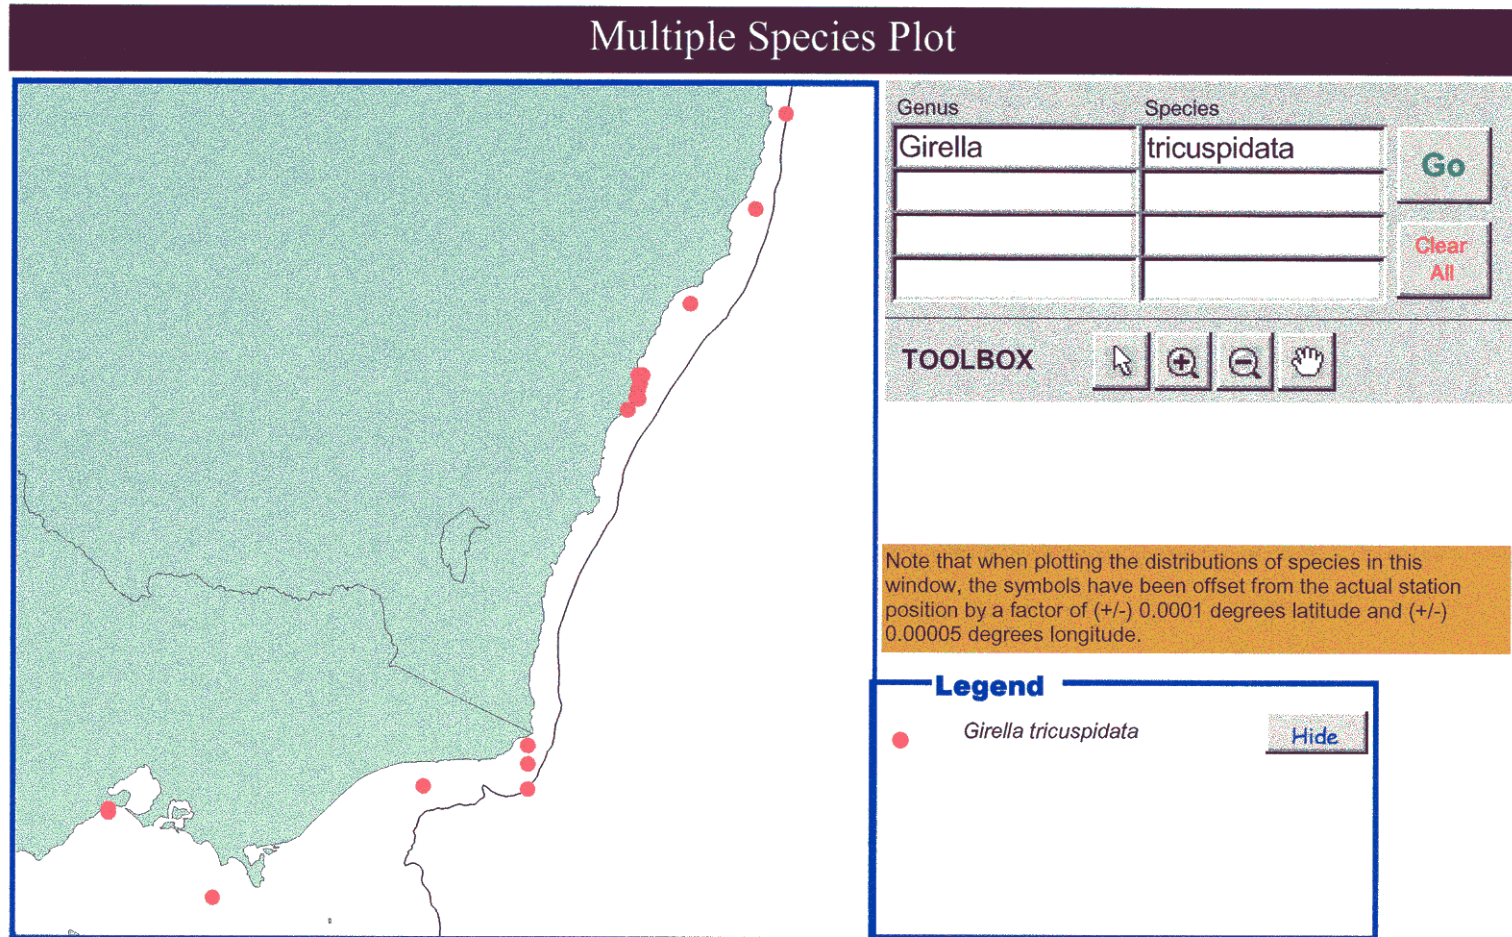 Multiple Species Plot
Genus Species
Girella tricuspidata
Go
Clear
All
TOOLBOX
Note that when plotting the distributions of species in this
window, the symbols have been offset from the actual station
position by a factor of (+/-) 0.0001 degrees latitude and (+/-)
0.00005 degrees longitude.
Legend
Girella tricuspidata
Hide